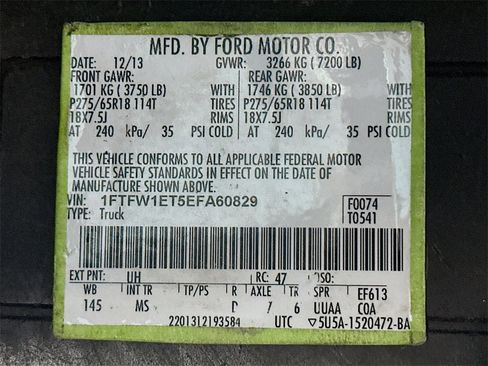 MFD. BY FORD MOTOR CO.
DATE: 12/13 GVWR: 3266 KG ( 7200 LB)
FRONT GAWR: REAR GAWR:
1701 KG ( 3750 LB) WITH 1746 KG ( 3850 LB) WITH
P275/65R18 114T TIRES P275/65R18 114T TIRES
18X7.5J RIMS 18X7.5J RIMS
AT 240 kPa/ 35 PSI COLD AT 240 kPa/ 35 PSI COLD
THIS VEHICLE CONFORMS TO ALL APPLICABLE FEDERAL MOTOR
VEHICLE SAFETY STANDARDS IN EFFECT ON THE DATE OF
MANUFACTURE SHOWN ABOVE.
VIN: 1FTFW1ET5EFA60829 F0074
TYPE: Truck T0541
EXT PNT: UH RC: 47 DSO:
WB INT TR TP/PS R AXLE TR SPR EF613
145 MS 6 UUAA COA
2201312193584 UTC ▽5U5A-1520472-BA